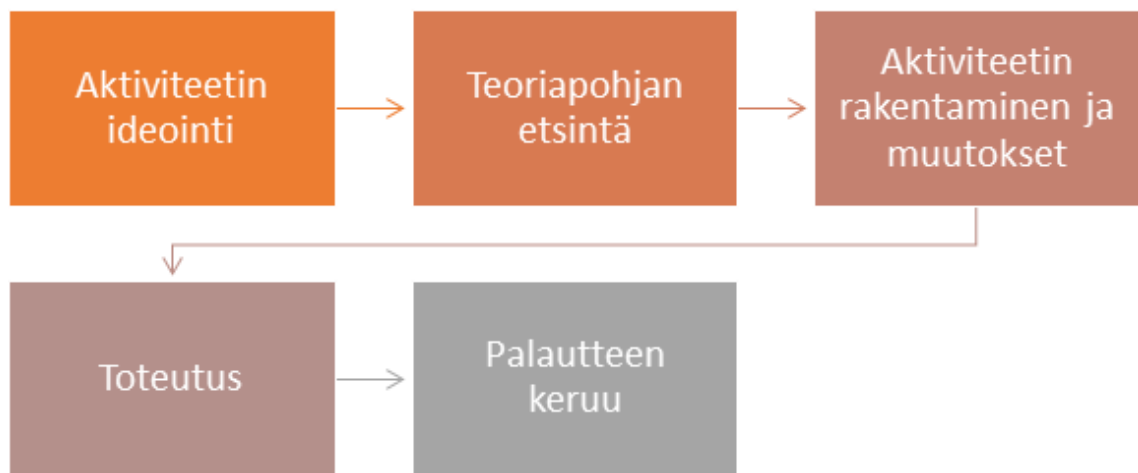 Aktiviteetin
ideointi
Teoriapohjan
etsintä
Aktiviteetin
rakentaminen ja
muutokset
Toteutus
Palautteen
keruu